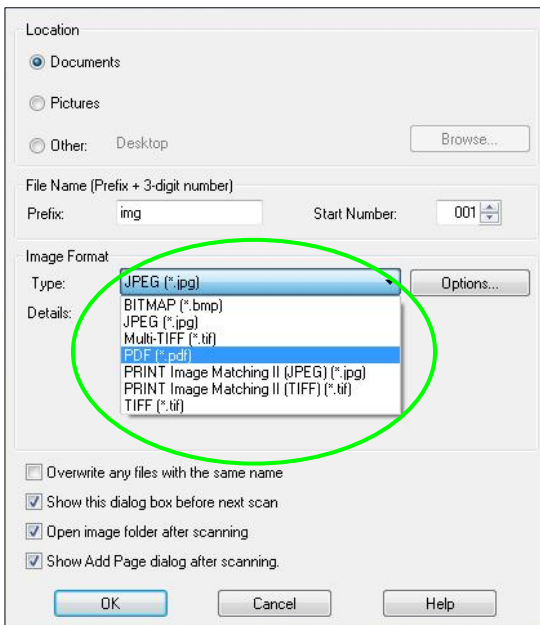 Location
Documents
Pictures
Other: Desktop Browse...
File Name (Prefix + 3-digit number)
Prefix: img Start Number: 001
Image Format
Type: JPEG (*.jpg) Options...
Details:
BITMAP (*.bmp)
JPEG (*.jpg)
Multi-TIFF (*.tif)
PDF (*.pdf)
PRINT Image Matching II (JPEG) (*.jpg)
PRINT Image Matching II (TIFF) (*.tif)
TIFF (*.tif)
Overwrite any files with the same name
Show this dialog box before next scan
Open image folder after scanning
Show Add Page dialog after scanning.
OK Cancel Help